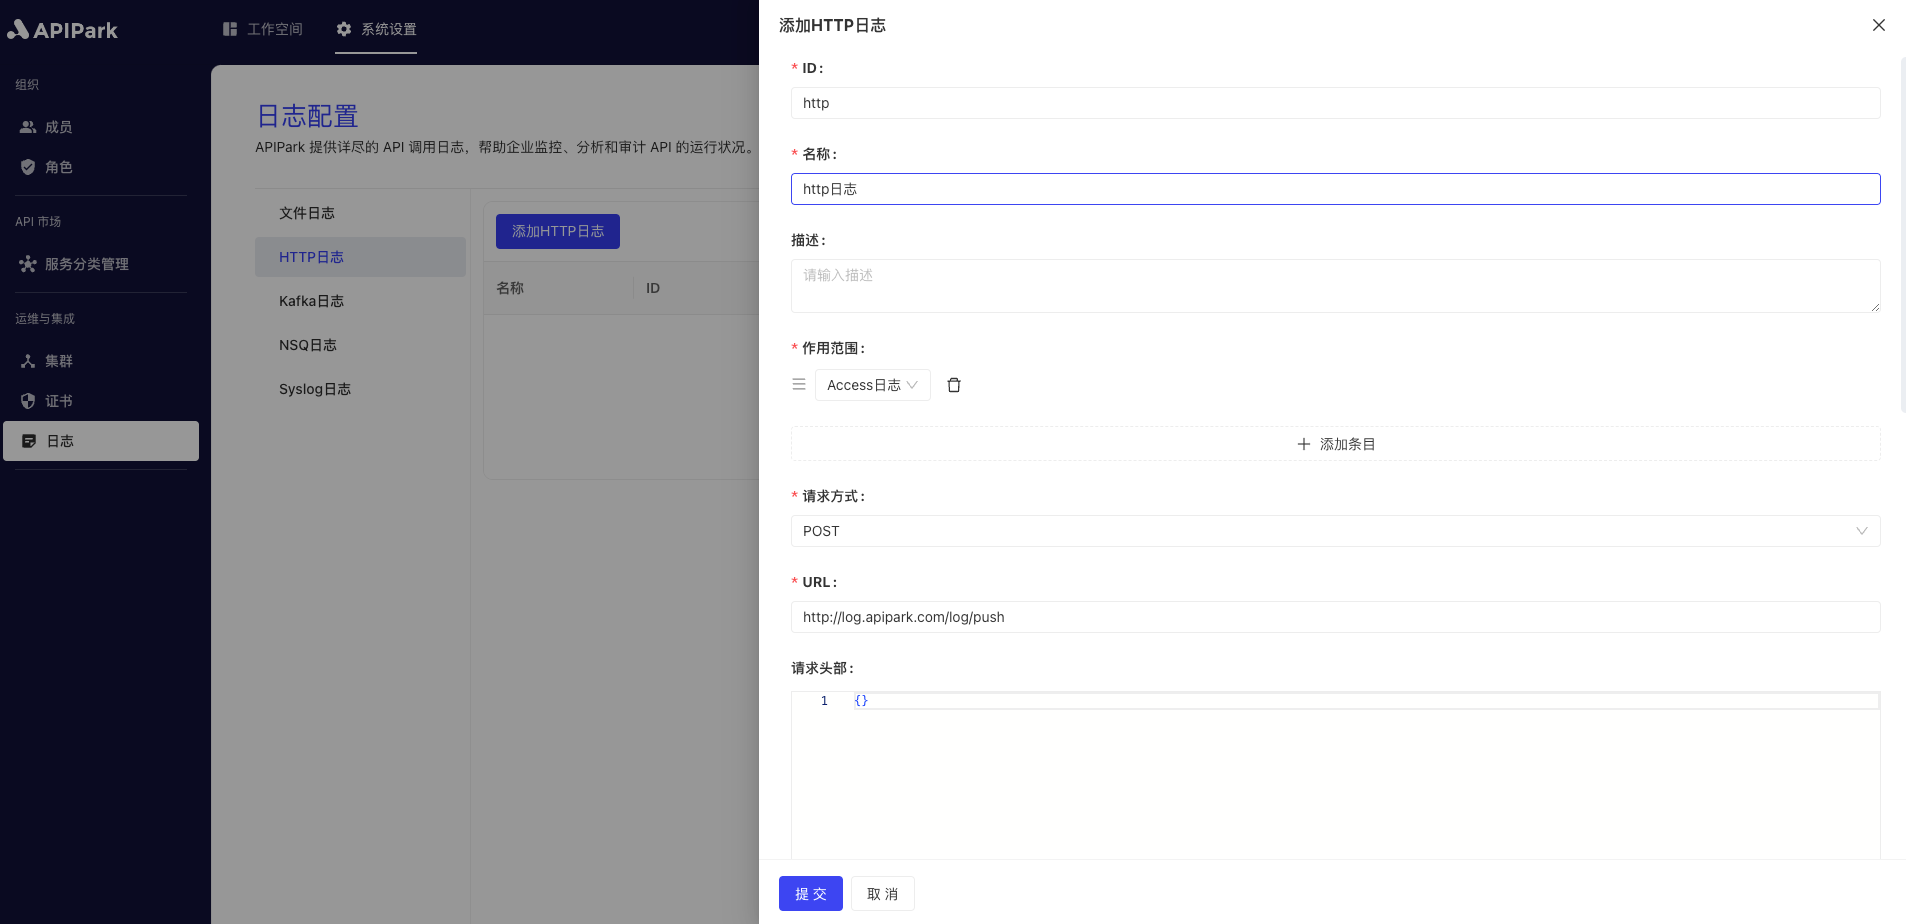 APIPark
工作空间
系统设置
组织
成员
角色
API 市场
服务分类管理
运维与集成
集群
证书
日志
日志配置
APIPark 提供详尽的 API 调用日志，帮助企业监控、分析和审计 API 的运行状况。
文件日志
HTTP日志
Kafka日志
NSQ日志
Syslog日志
添加HTTP日志
名称
ID
添加HTTP日志
* ID :
http
* 名称 :
http日志
描述 :
请输入描述
* 作用范围 :
Access日志
添加条目
* 请求方式 :
POST
* URL :
http://log.apipark.com/log/push
请求头部 :
1 {}
提 交
取 消